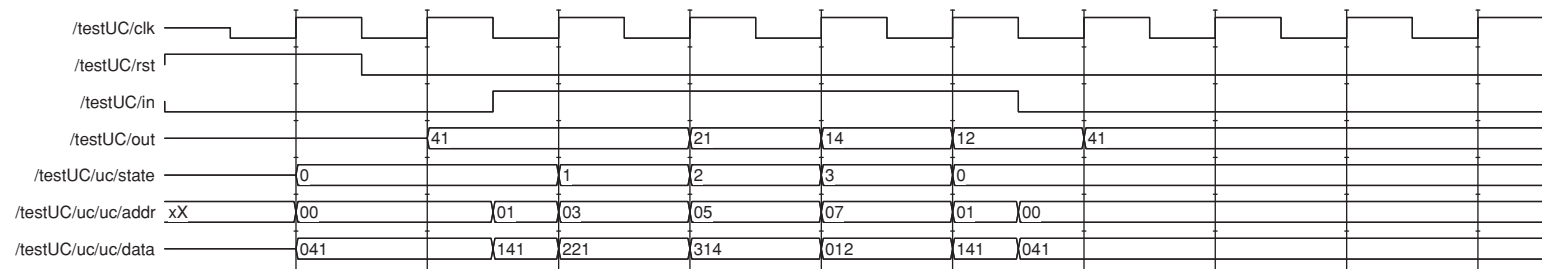 /testUC/clk
/testUC/rst
/testUC/in
/testUC/out 41 21 14 12 41
/testUC/uc/state 0 1 2 3 0
/testUC/uc/uc/addr xX 00 01 03 05 07 01 00
/testUC/uc/uc/data 041 141 221 314 012 141 041